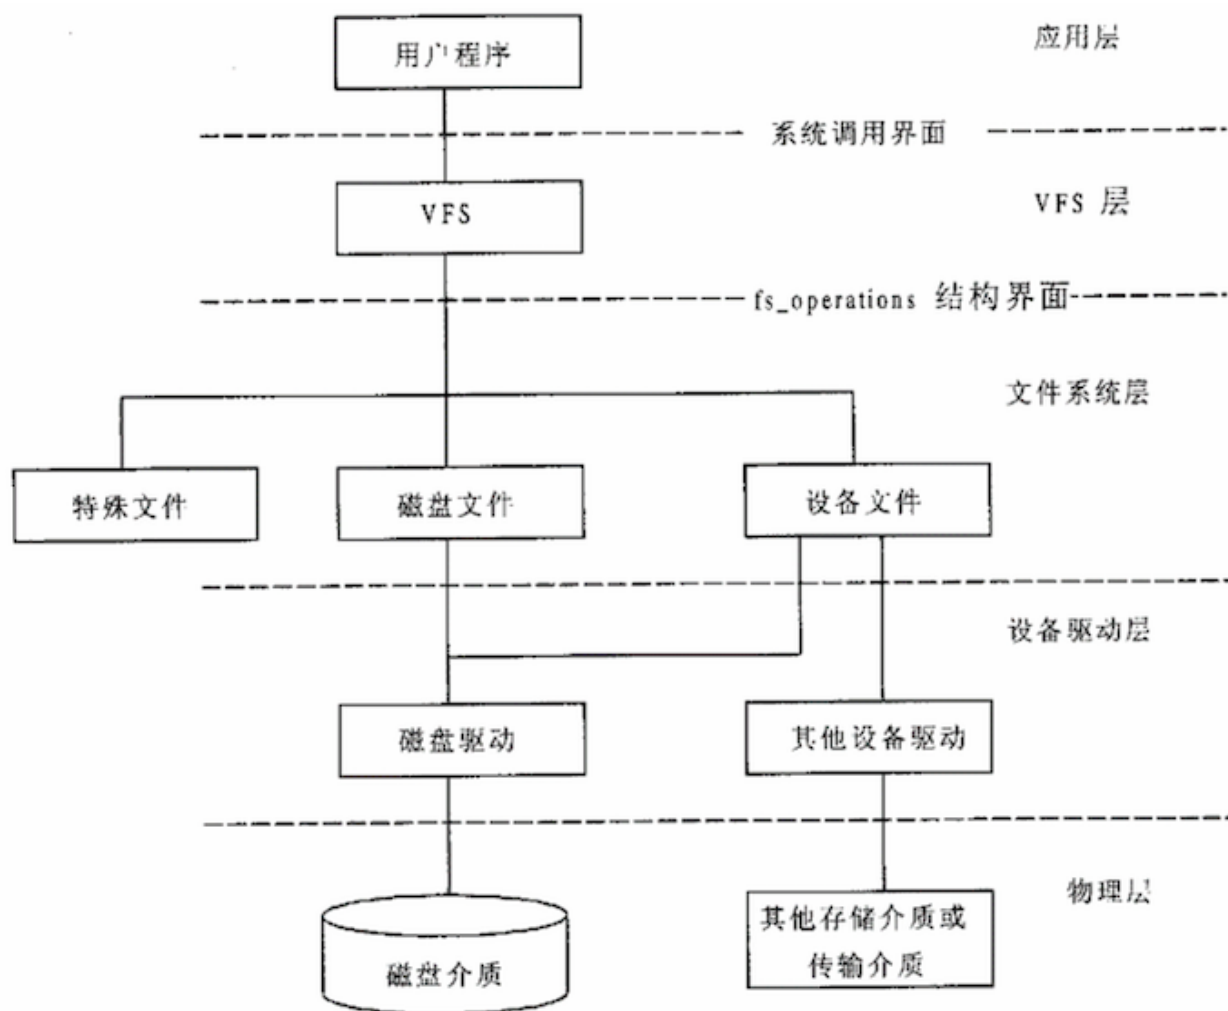 用户程序
应用层
系统调用界面
VFS
VFS 层
fs_operations 结构界面
文件系统层
特殊文件
磁盘文件
设备文件
设备驱动层
磁盘驱动
其他设备驱动
物理层
磁盘介质
其他存储介质或
传输介质